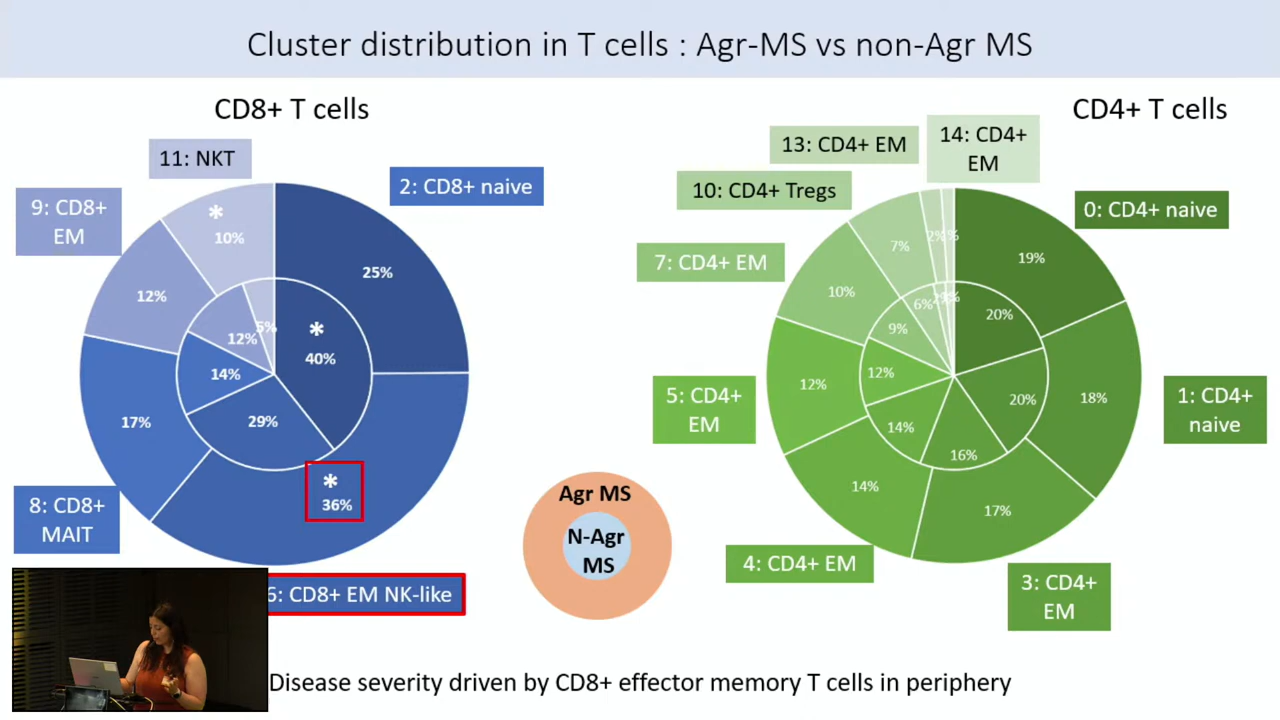 Cluster distribution in T cells : Agr-MS vs non-Agr MS
CD8+ T cells
11: NKT
2: CD8+ naive
9: CD8+
EM
*
10%
25%
12%
5%
12%
*
40%
14%
29%
17%
*
36%
8: CD8+
MAIT
6: CD8+ EM NK-like
Agr MS
N-Agr
MS
CD4+ T cells
14: CD4+
EM
13: CD4+ EM
10: CD4+ Tregs
0: CD4+ naive
7: CD4+ EM
7%
2%
19%
10%
6%
20%
9%
5: CD4+
EM
12%
12%
20%
18%
1: CD4+
naive
14%
16%
14%
17%
4: CD4+ EM
3: CD4+
EM
Disease severity driven by CD8+ effector memory T cells in periphery